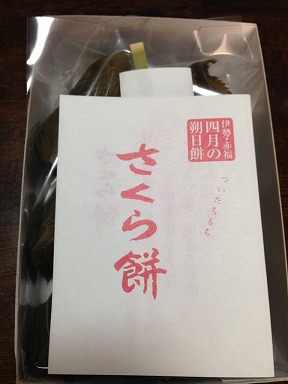 伊勢・赤福
四月の
朔日餅
ついたちもち
さくら餅